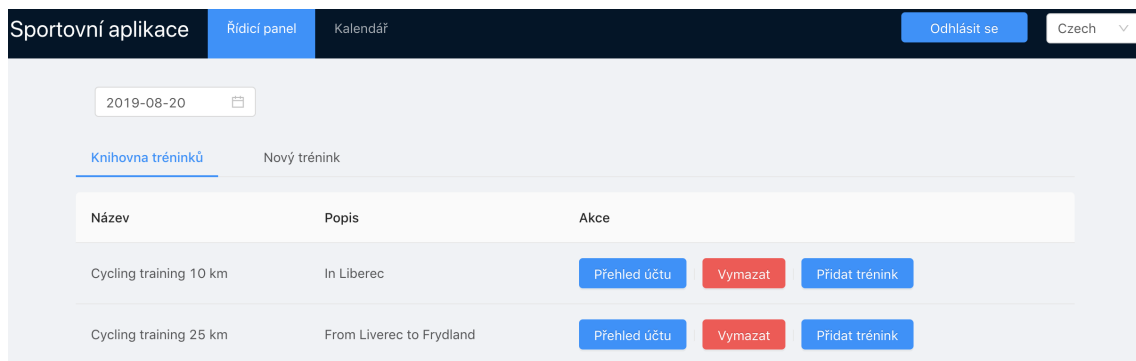 Sportovní aplikace Řídicí panel Kalendář Odhlásit se Czech
2019-08-20
Knihovna tréninků Nový trénink
Název Popis Akce
Cycling training 10 km In Liberec Přehled účtu Vymazat Přidat trénink
Cycling training 25 km From Liverec to Frydland Přehled účtu Vymazat Přidat trénink